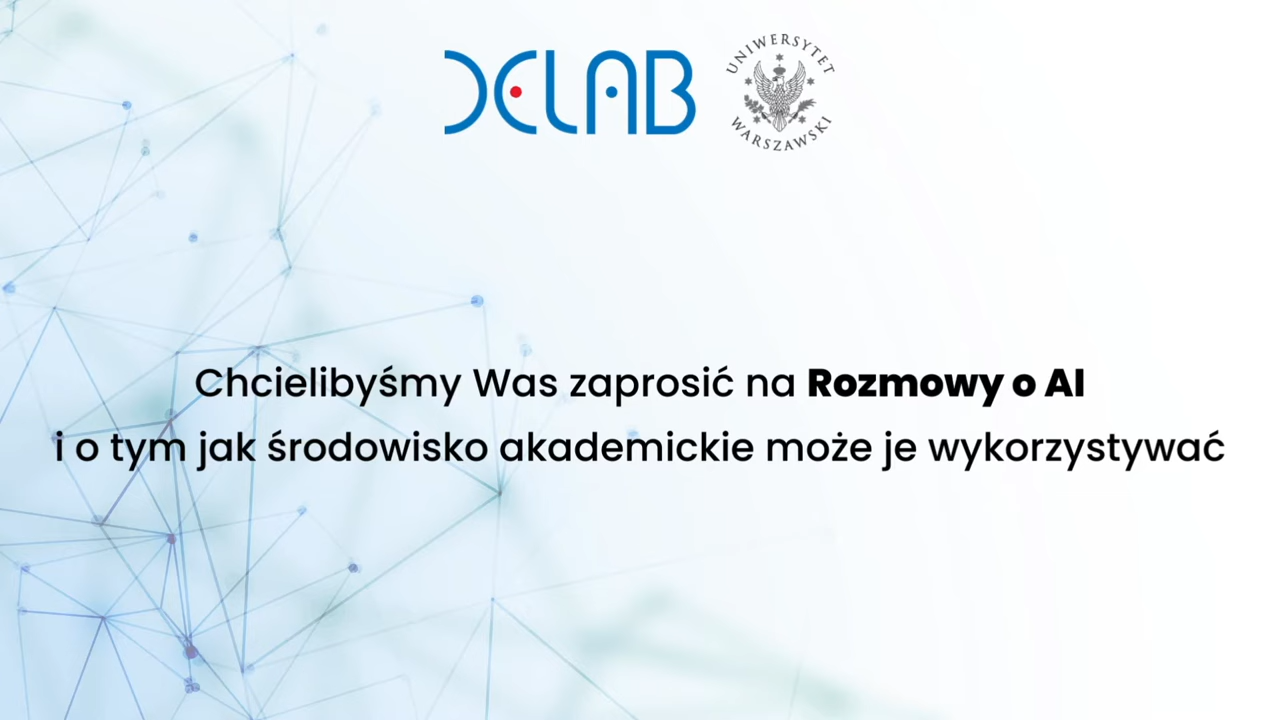 DELAB
UNIWERSYTET
WARSZAWSKI
Chcielibyśmy Was zaprosić na Rozmowy o AI
i o tym jak środowisko akademickie może je wykorzystywać